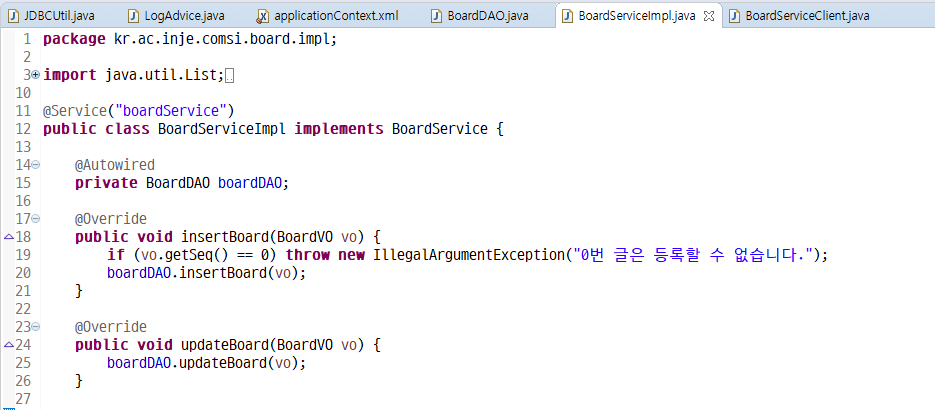 JDBCUtil.java LogAdvice.java applicationContext.xml BoardDAO.java BoardServiceImpl.java BoardServiceClient.java
1 package kr.ac.inje.comsi.board.impl;
2
3 import java.util.List;
10
11 @Service("boardService")
12 public class BoardServiceImpl implements BoardService {
13
14     @Autowired
15     private BoardDAO boardDAO;
16
17     @Override
18     public void insertBoard(BoardVO vo) {
19         if (vo.getSeq() == 0) throw new IllegalArgumentException("0번 글은 등록할 수 없습니다.");
20         boardDAO.insertBoard(vo);
21     }
22
23     @Override
24     public void updateBoard(BoardVO vo) {
25         boardDAO.updateBoard(vo);
26     }
27